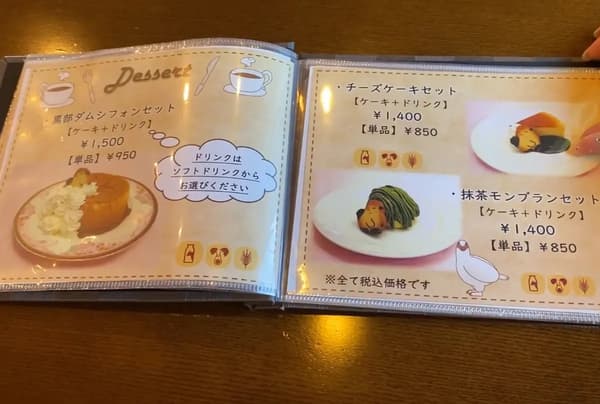 Dessert
・黒部ダムシフォンセット
【ケーキ＋ドリンク】
￥1,500
【単品】￥950
ドリンクは
ソフトドリンクから
お選びください
・チーズケーキセット
【ケーキ＋ドリンク】
￥1,400
【単品】￥850
・抹茶モンブランセット
【ケーキ＋ドリンク】
￥1,400
【単品】￥850
※全て税込価格です